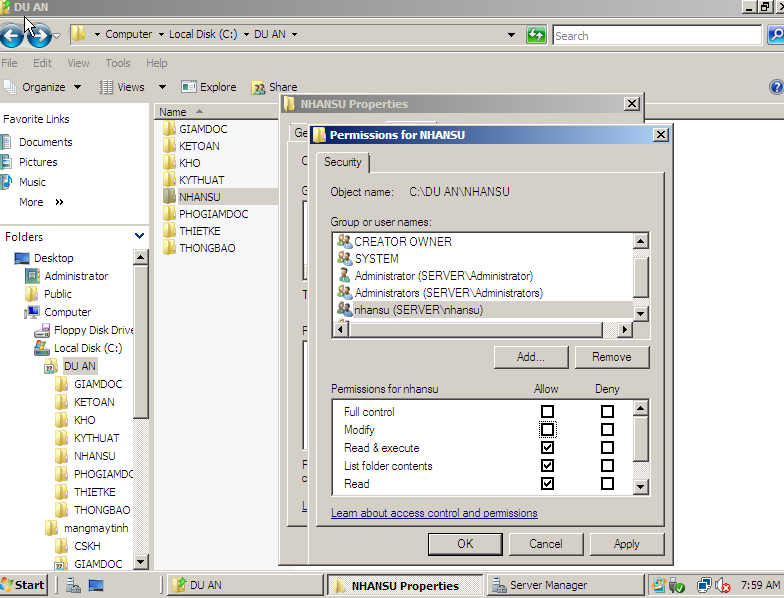 DU AN
Computer Local Disk (C:) DU AN
Search
File Edit View Tools Help
Organize Views Explore Share
Favorite Links
Documents
Pictures
Music
More
Folders
Desktop
Administrator
Public
Computer
Floppy Disk Drive
Local Disk (C:)
DU AN
GIAMDOC
KETOAN
KHO
KYTHUAT
NHANSU
PHOGIAMDC
THIETKE
THONGBAO
mangmaytinh
CSKH
GIAMDOC
Name
GIAMDOC
KETOAN
KHO
KYTHUAT
NHANSU
PHOGIAMDOC
THIETKE
THONGBAO
NHANSU Properties
Ge
Permissions for NHANSU
Security
Object name: C:\DU AN\NHANSU
Group or user names:
CREATOR OWNER
SYSTEM
Administrator (SERVER\Administrator)
Administrators (SERVER\Administrators)
nhansu (SERVER\nhansu)
Add... Remove
Permissions for nhansu Allow Deny
Full control
Modify
Read & execute
List folder contents
Read
Learn about access control and permissions
OK Cancel Apply
Start DU AN NHANSU Properties Server Manager 7:59 AM